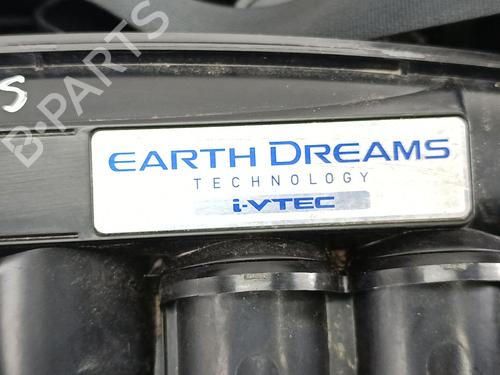 S
B-PARTS
EARTH DREAMS
TECHNOLOGY
i-VTEC